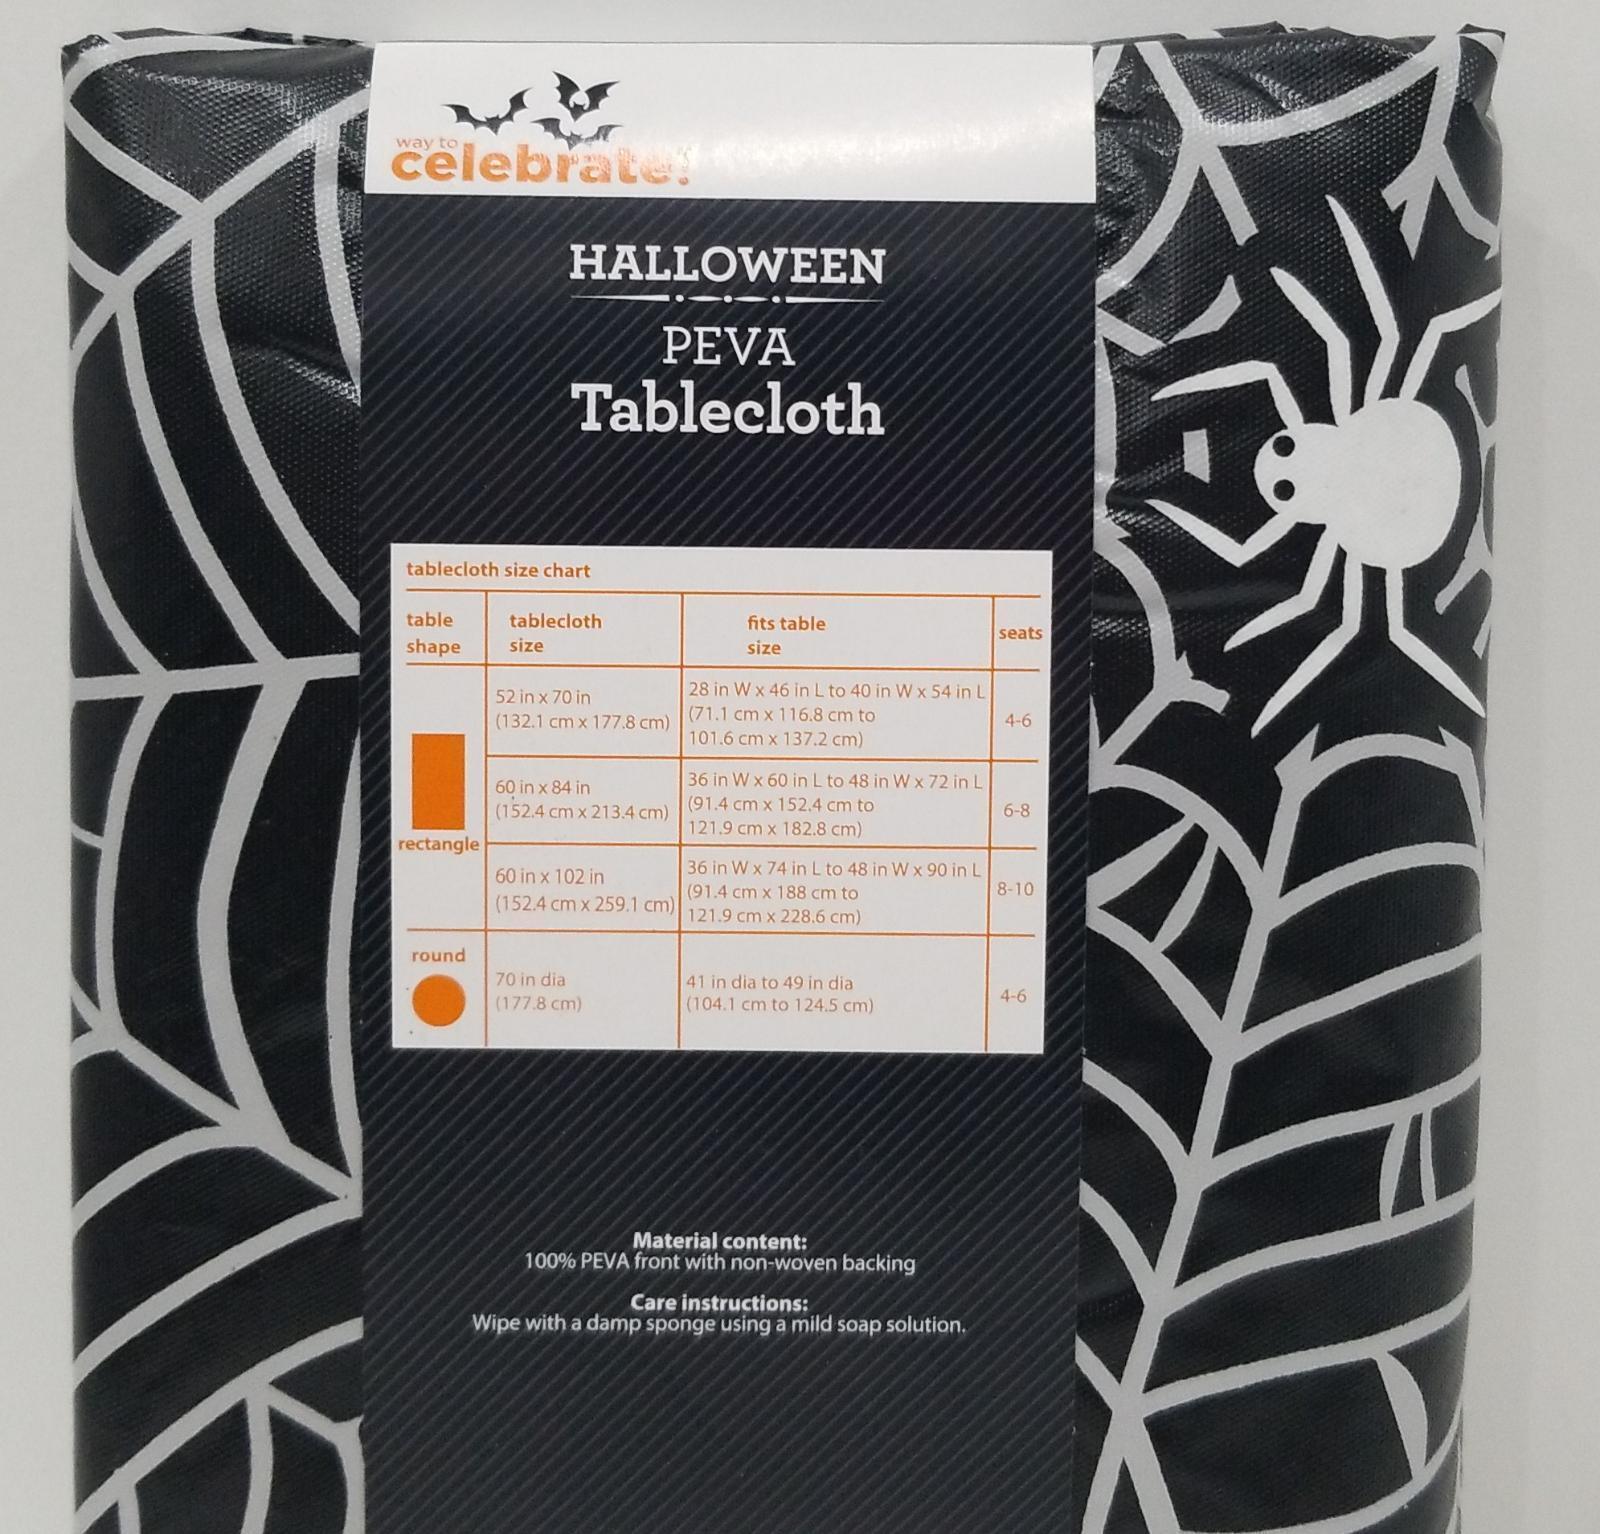 way to
celebrate!
HALLOWEEN
PEVA
Tablecloth
tablecloth size chart
table
shape
tablecloth
size
fits table
size
seats
rectangle
52 in x 70 in
(132.1 cm x 177.8 cm)
28 in W x 46 in L to 40 in W x 54 in L
(71.1 cm x 116.8 cm to
101.6 cm x 137.2 cm)
4-6
60 in x 84 in
(152.4 cm x 213.4 cm)
36 in W x 60 in L to 48 in W x 72 in L
(91.4 cm x 152.4 cm to
121.9 cm x 182.8 cm)
6-8
60 in x 102 in
(152.4 cm x 259.1 cm)
36 in W x 74 in L to 48 in W x 90 in L
(91.4 cm x 188 cm to
121.9 cm x 228.6 cm)
8-10
round
70 in dia
(177.8 cm)
41 in dia to 49 in dia
(104.1 cm to 124.5 cm)
4-6
Material content:
100% PEVA front with non-woven backing
Care instructions:
Wipe with a damp sponge using a mild soap solution.